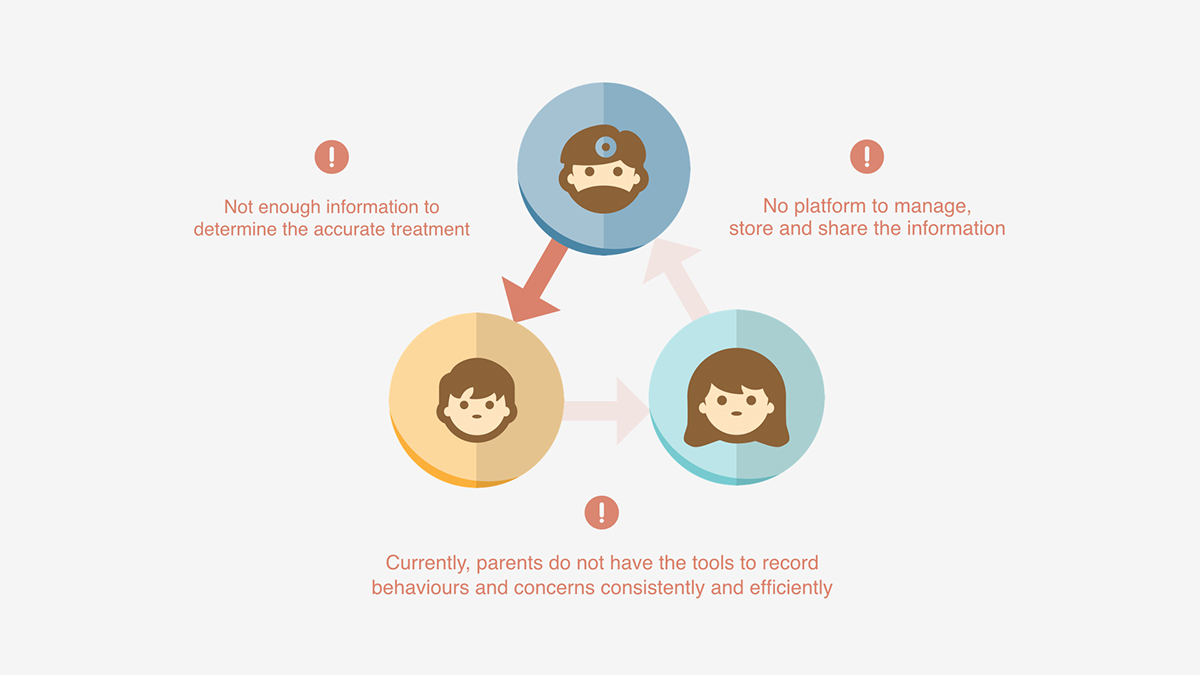 Not enough information to
determine the accurate treatment
No platform to manage,
store and share the information
Currently, parents do not have the tools to record
behaviours and concerns consistently and efficiently